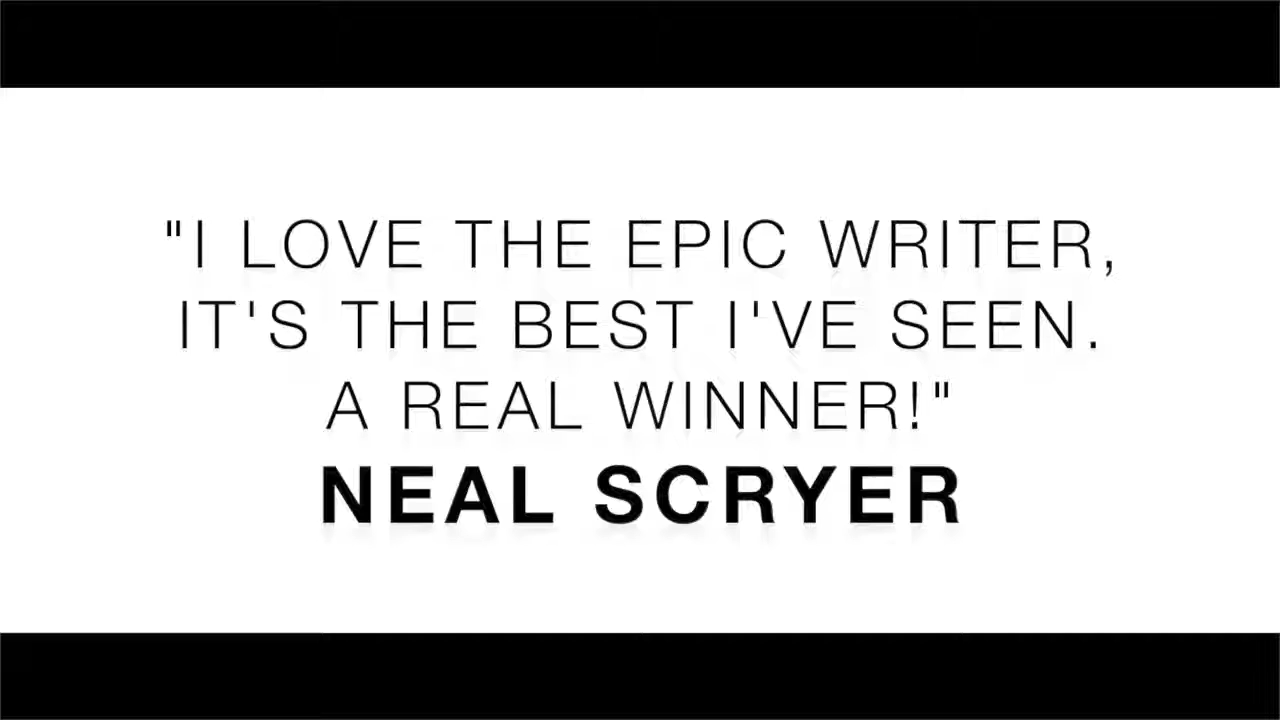 "I LOVE THE EPIC WRITER,
IT'S THE BEST I'VE SEEN.
A REAL WINNER!"
NEAL SCRYER